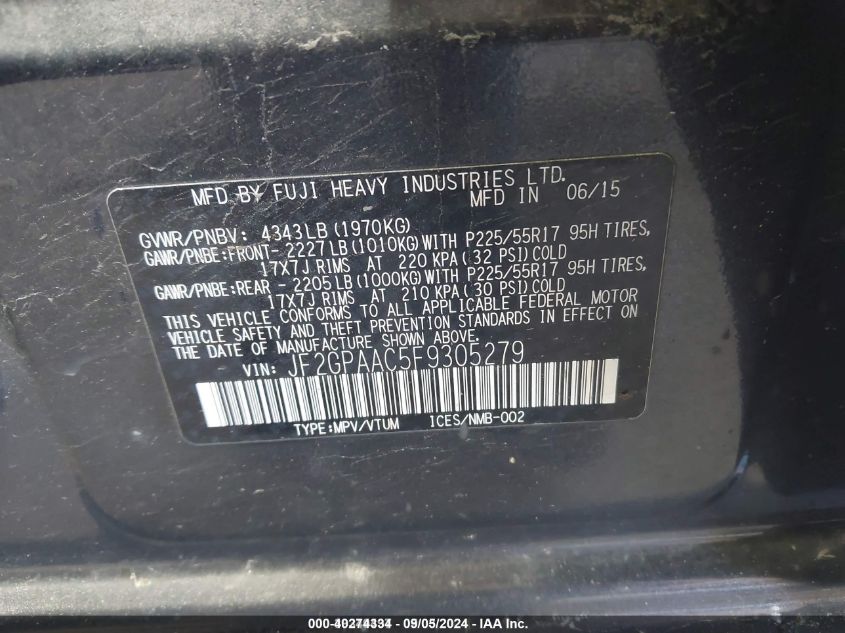 MFD BY FUJI HEAVY INDUSTRIES LTD.
MFD IN 06/15
GVWR/PNBV: 4343LB (1970KG)
GAWR/PNBE:FRONT- 2227LB(1010KG)WITH P225/55R17 95H TIRES,
17X7J RIMS AT 220 KPA(32 PSI)COLD
GAWR/PNBE:REAR - 2205LB(1000KG)WITH P225/55R17 95H TIRES,
17X7J RIMS AT 210 KPA(30 PSI)COLD
THIS VEHICLE CONFORMS TO ALL APPLICABLE FEDERAL MOTOR
VEHICLE SAFETY AND THEFT PREVENTION STANDARDS IN EFFECT ON
THE DATE OF MANUFACTURE SHOWN ABOVE.
VIN: JF2GPAAC5F9305279
TYPE:MPV/VTUM ICES/NMB-002
000-40274334 - 09/05/2024 - IAA Inc.